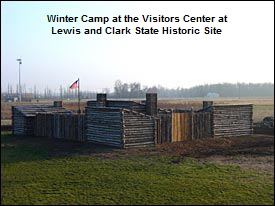 Winter Camp at the Visitors Center at
Lewis and Clark State Historic Site